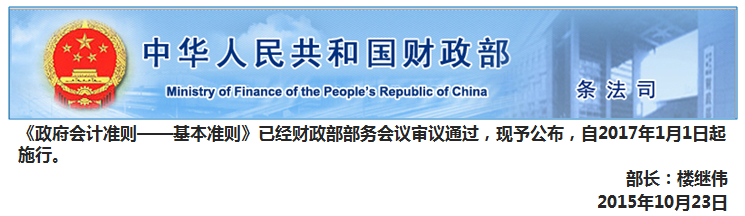 中华人民共和国财政部
Ministry of Finance of the People's Republic of China
条法司
《政府会计准则——基本准则》已经财政部部务会议审议通过，现予公布，自2017年1月1日起
施行。
部长：楼继伟
2015年10月23日